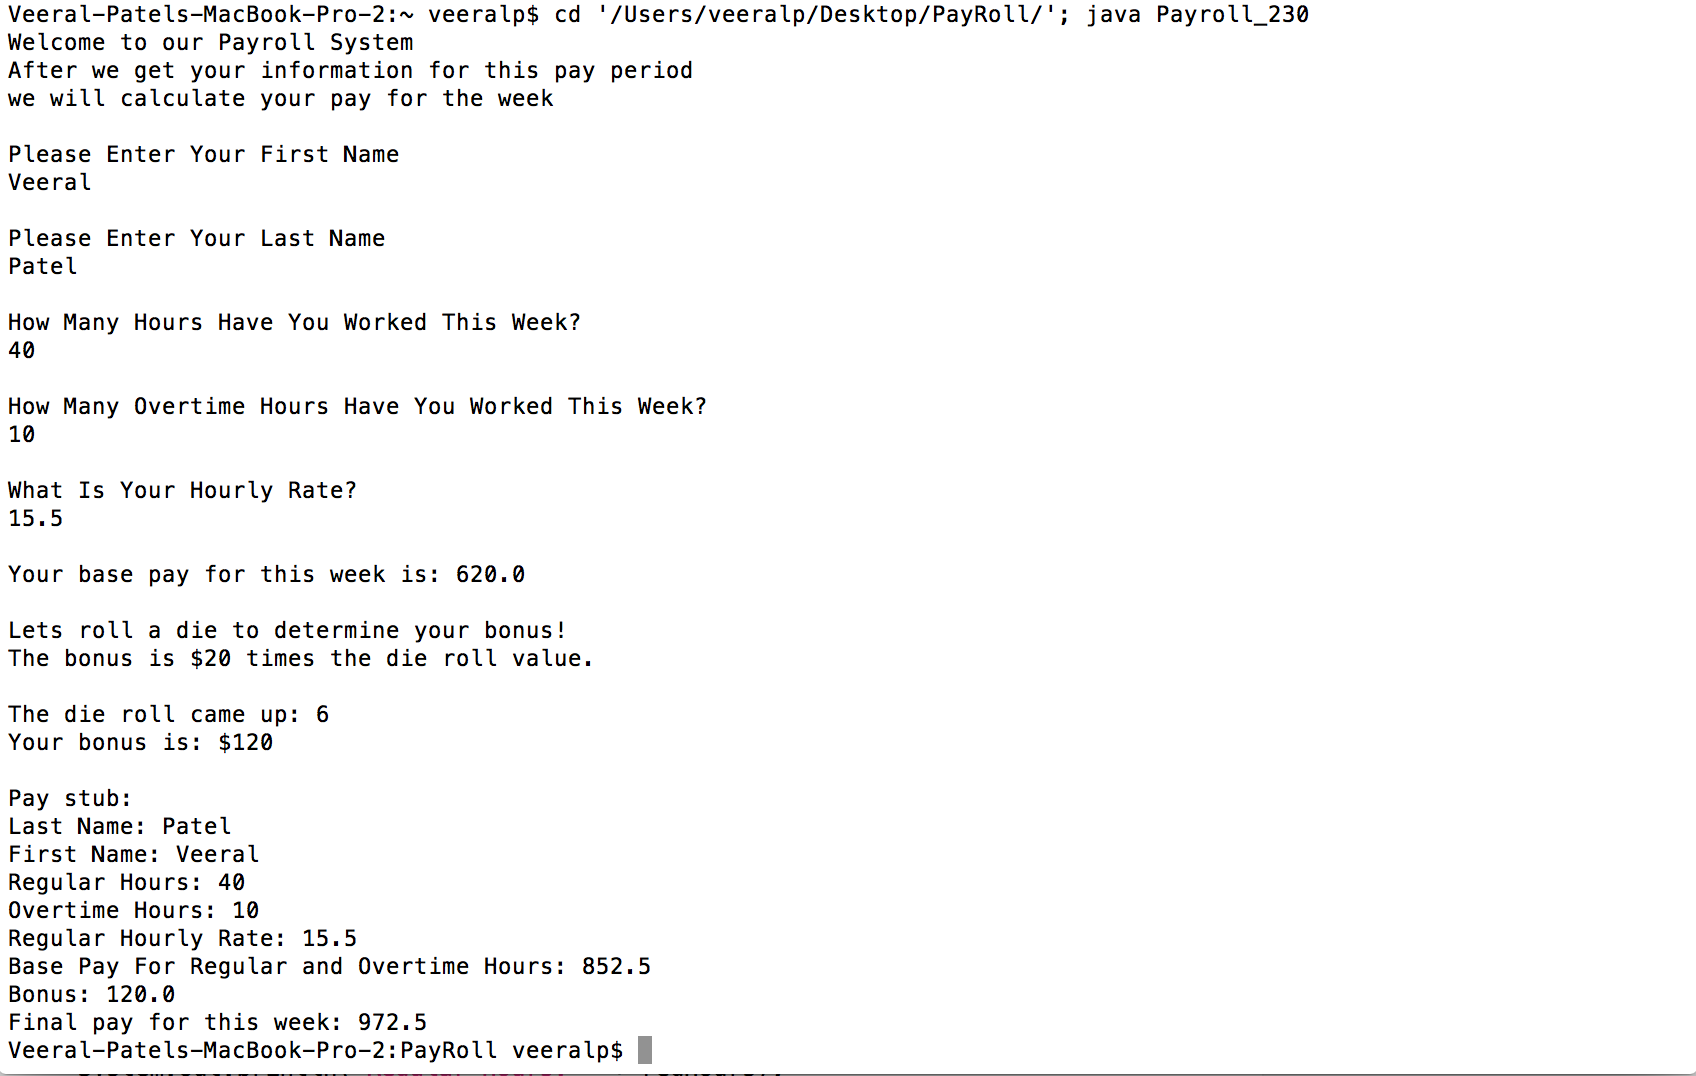 Veeral-Patels-MacBook-Pro-2:~ veeralp$ cd '/Users/veeralp/Desktop/PayRoll/'; java Payroll_230
Welcome to our Payroll System
After we get your information for this pay period
we will calculate your pay for the week
Please Enter Your First Name
Veeral
Please Enter Your Last Name
Patel
How Many Hours Have You Worked This Week?
40
How Many Overtime Hours Have You Worked This Week?
10
What Is Your Hourly Rate?
15.5
Your base pay for this week is: 620.0
Lets roll a die to determine your bonus!
The bonus is $20 times the die roll value.
The die roll came up: 6
Your bonus is: $120
Pay stub:
Last Name: Patel
First Name: Veeral
Regular Hours: 40
Overtime Hours: 10
Regular Hourly Rate: 15.5
Base Pay For Regular and Overtime Hours: 852.5
Bonus: 120.0
Final pay for this week: 972.5
Veeral-Patels-MacBook-Pro-2:PayRoll veeralp$